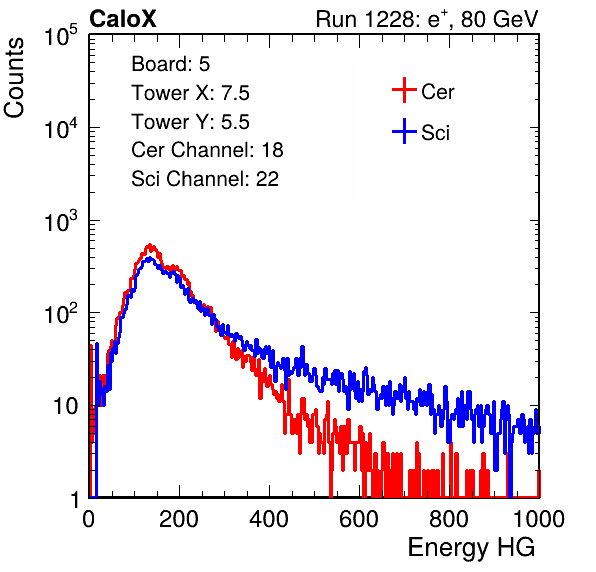 CaloX Run 1228: e⁺, 80 GeV
Counts
10⁵
10⁴
10³
10²
10
1
Board: 5
Tower X: 7.5
Tower Y: 5.5
Cer Channel: 18
Sci Channel: 22
Cer
Sci
0 200 400 600 800 1000
Energy HG